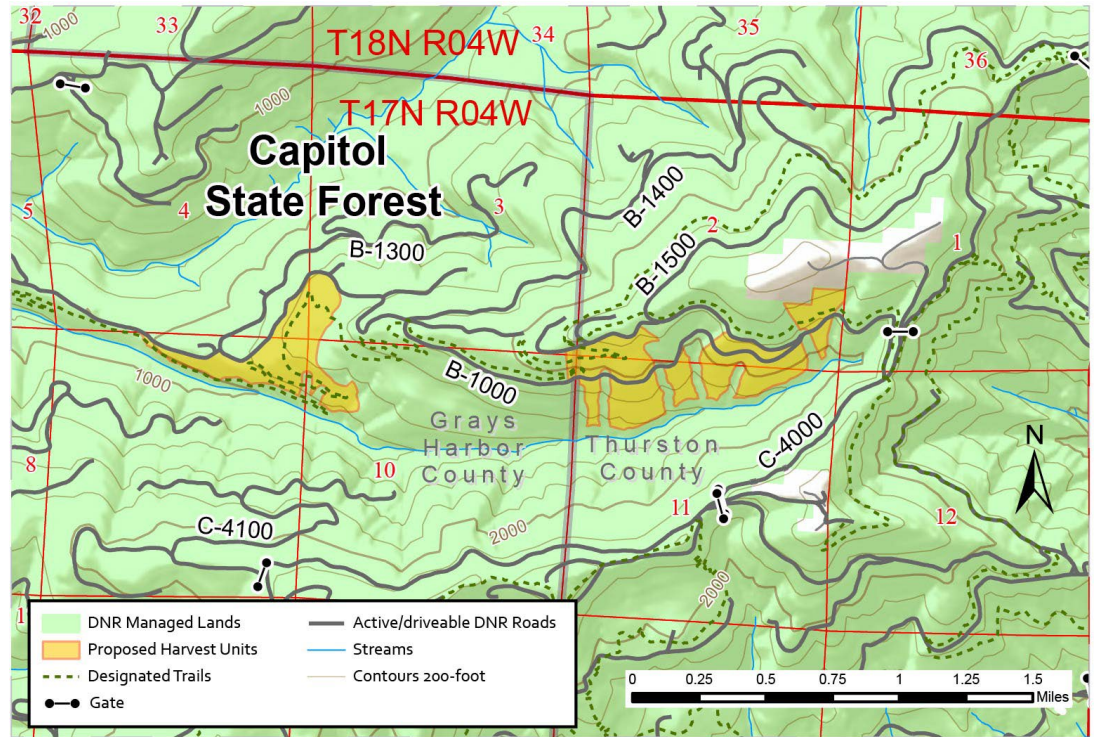 32
33
1000
34
35
36
T18N R04W
T17N R04W
1000
Capitol
State Forest
5
4
3
B-1400
2
1
B-1300
B-1500
1000
B-1000
Grays
Harbor
County
Thurston
County
C-4000
N
8
10
11
12
2000
C-4100
2000
1
DNR Managed Lands
Proposed Harvest Units
Designated Trails
Gate
Active/driveable DNR Roads
Streams
Contours 200-foot
0 0.25 0.5 0.75 1 1.25 1.5
Miles